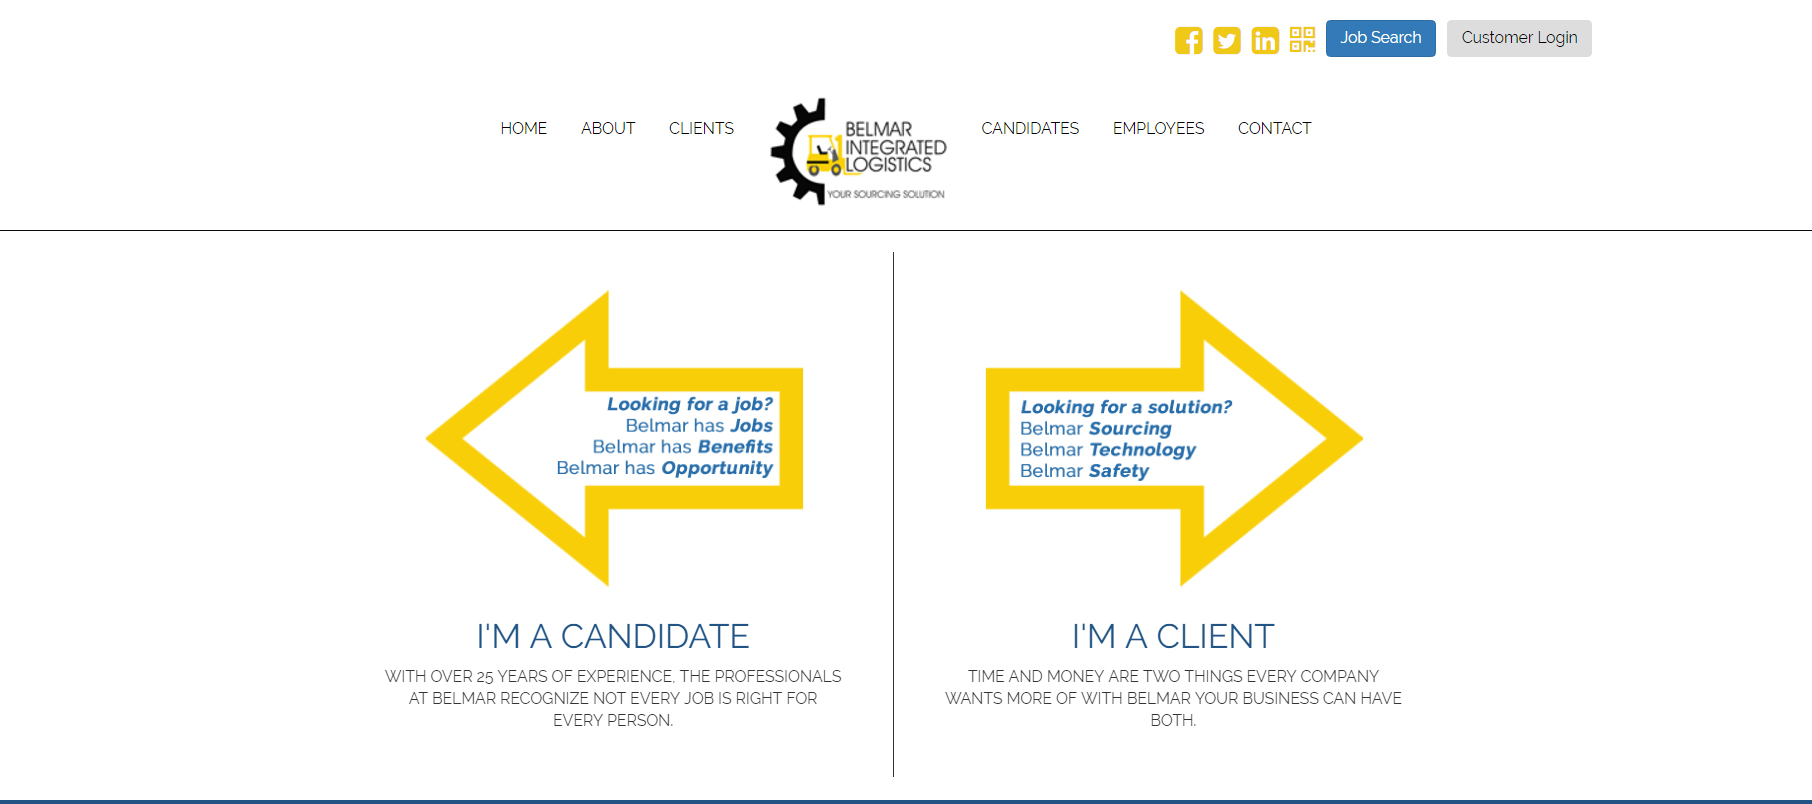 Job Search
Customer Login
HOME
ABOUT
CLIENTS
BELMAR
INTEGRATED
LOGISTICS
YOUR SOURCING SOLUTION
CANDIDATES
EMPLOYEES
CONTACT
Looking for a job?
Belmar has Jobs
Belmar has Benefits
Belmar has Opportunity
I'M A CANDIDATE
WITH OVER 25 YEARS OF EXPERIENCE, THE PROFESSIONALS
AT BELMAR RECOGNIZE NOT EVERY JOB IS RIGHT FOR
EVERY PERSON.
Looking for a solution?
Belmar Sourcing
Belmar Technology
Belmar Safety
I'M A CLIENT
TIME AND MONEY ARE TWO THINGS EVERY COMPANY
WANTS MORE OF WITH BELMAR YOUR BUSINESS CAN HAVE
BOTH.